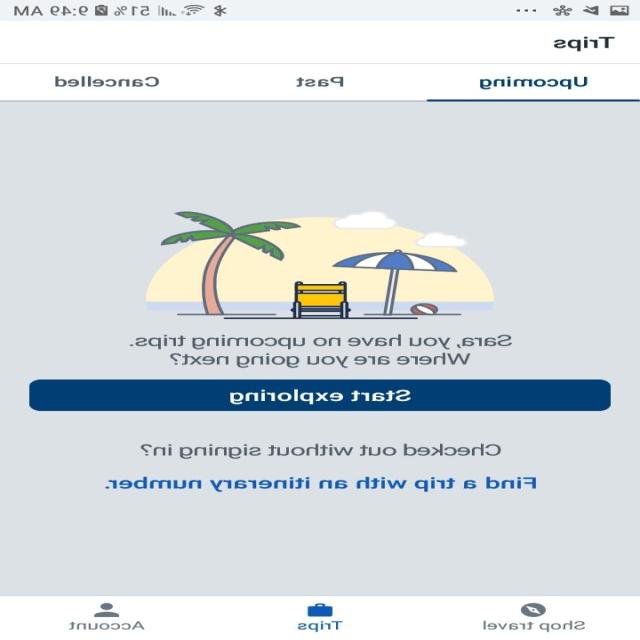 51% 9:49 AM
Trips
Upcoming Past Cancelled
Sara, you have no upcoming trips.
Where are you going next?
Start exploring
Checked out without signing in?
Find a trip with an itinerary number.
Shop travel Trips Account